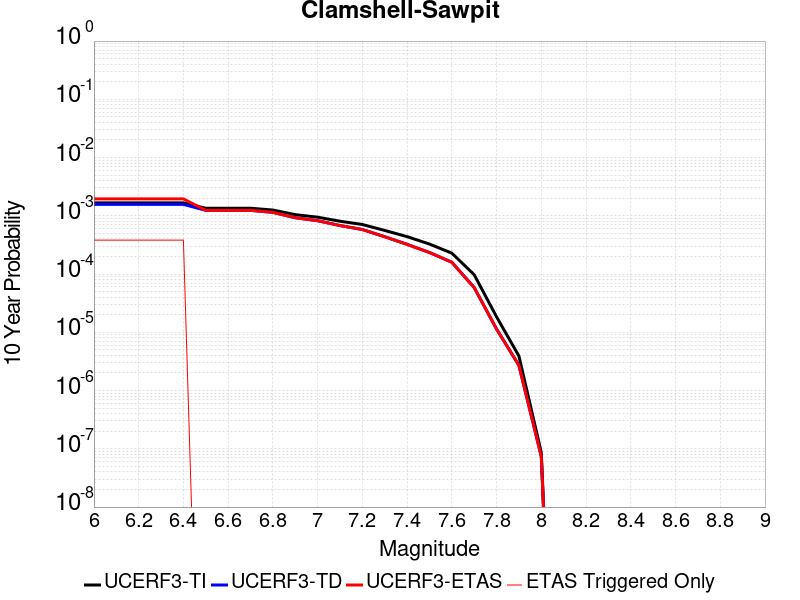 Clamshell-Sawpit
10 Year Probability
10^0
10^-1
10^-2
10^-3
10^-4
10^-5
10^-6
10^-7
10^-8
6 6.2 6.4 6.6 6.8 7 7.2 7.4 7.6 7.8 8 8.2 8.4 8.6 8.8 9
Magnitude
UCERF3-TI UCERF3-TD UCERF3-ETAS ETAS Triggered Only